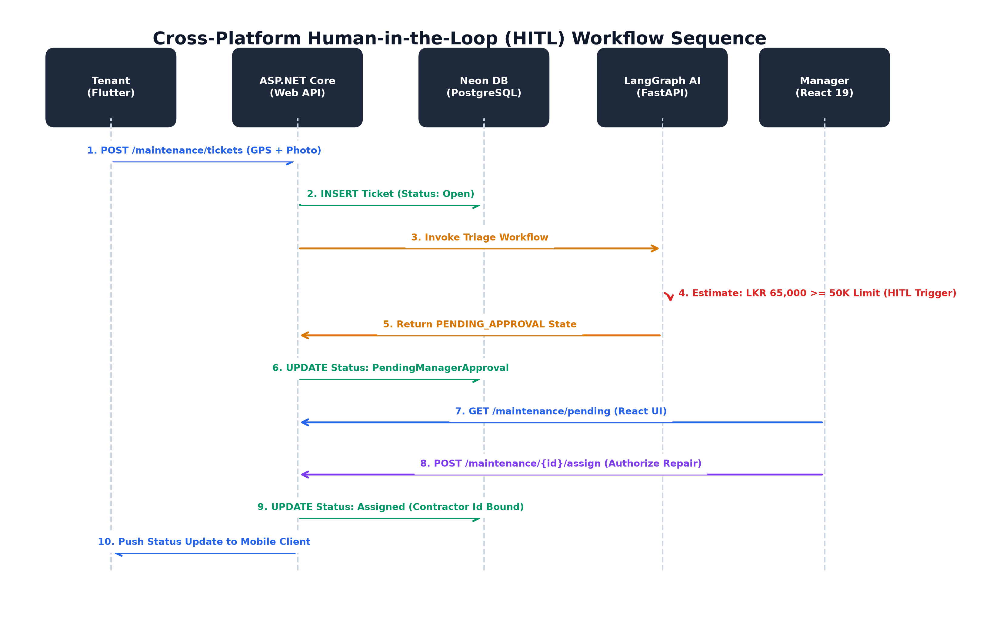 Cross-Platform Human-in-the-Loop (HITL) Workflow Sequence
Tenant
(Flutter)
ASP.NET Core
(Web API)
Neon DB
(PostgreSQL)
LangGraph AI
(FastAPI)
Manager
(React 19)
1. POST /maintenance/tickets (GPS + Photo)
2. INSERT Ticket (Status: Open)
3. Invoke Triage Workflow
4. Estimate: LKR 65,000 >= 50K Limit (HITL Trigger)
5. Return PENDING_APPROVAL State
6. UPDATE Status: PendingManagerApproval
7. GET /maintenance/pending (React UI)
8. POST /maintenance/{id}/assign (Authorize Repair)
9. UPDATE Status: Assigned (Contractor Id Bound)
10. Push Status Update to Mobile Client